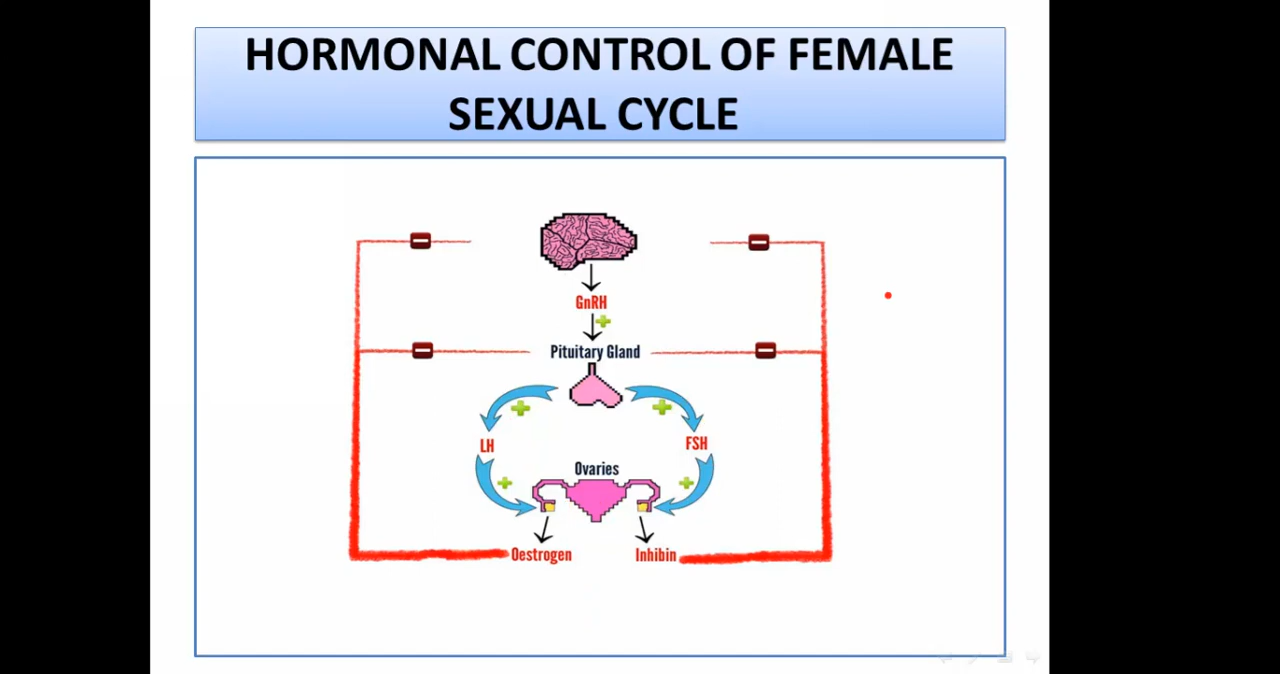 HORMONAL CONTROL OF FEMALE
SEXUAL CYCLE
GnRH
Pituitary Gland
LH
FSH
Ovaries
Oestrogen
Inhibin